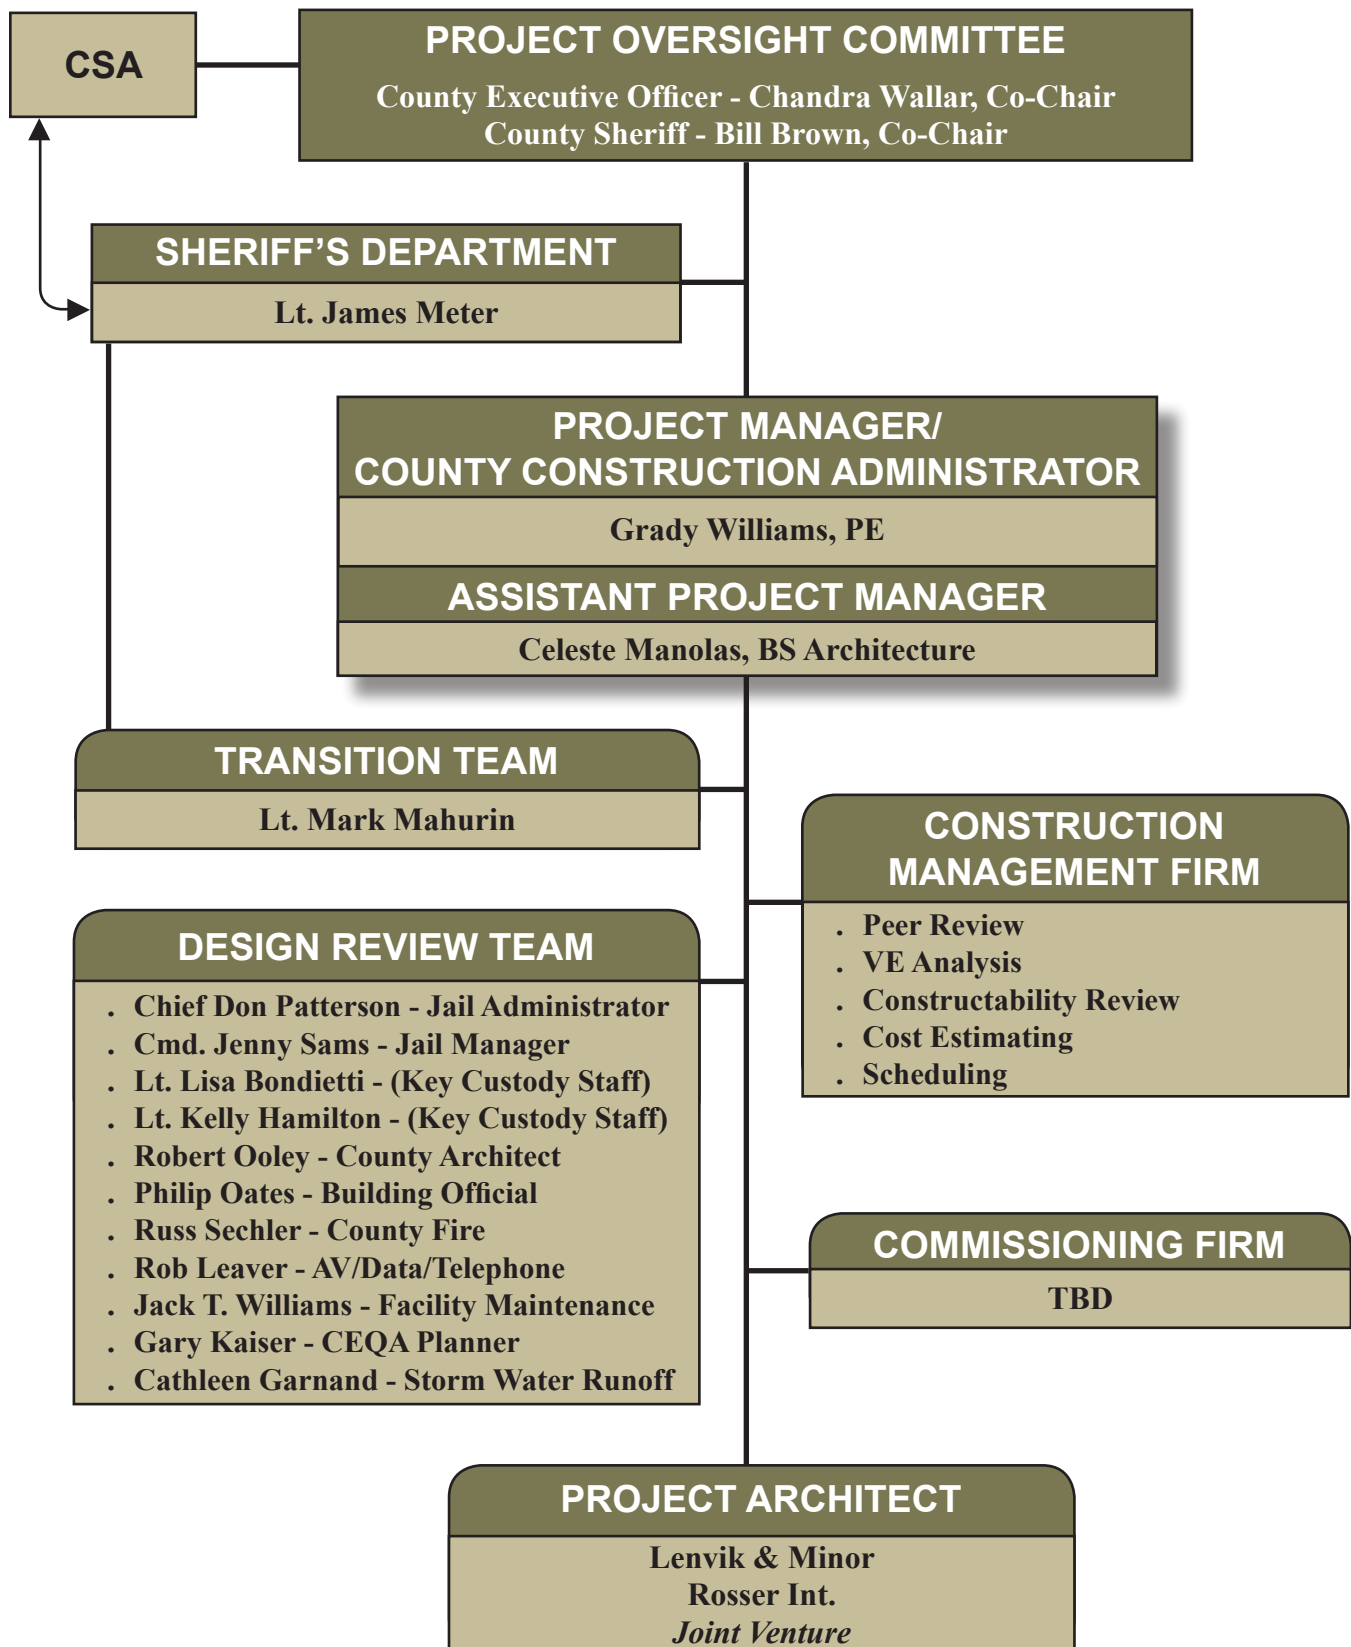 CSA
PROJECT OVERSIGHT COMMITTEE
County Executive Officer - Chandra Wallar, Co-Chair
County Sheriff - Bill Brown, Co-Chair
SHERIFF’S DEPARTMENT
Lt. James Meter
PROJECT MANAGER/
COUNTY CONSTRUCTION ADMINISTRATOR
Grady Williams, PE
ASSISTANT PROJECT MANAGER
Celeste Manolas, BS Architecture
TRANSITION TEAM
Lt. Mark Mahurin
CONSTRUCTION
MANAGEMENT FIRM
. Peer Review
. VE Analysis
. Constructability Review
. Cost Estimating
. Scheduling
DESIGN REVIEW TEAM
. Chief Don Patterson - Jail Administrator
. Cmd. Jenny Sams - Jail Manager
. Lt. Lisa Bondietti - (Key Custody Staff)
. Lt. Kelly Hamilton - (Key Custody Staff)
. Robert Ooley - County Architect
. Philip Oates - Building Official
. Russ Sechler - County Fire
. Rob Leaver - AV/Data/Telephone
. Jack T. Williams - Facility Maintenance
. Gary Kaiser - CEQA Planner
. Cathleen Garnand - Storm Water Runoff
COMMISSIONING FIRM
TBD
PROJECT ARCHITECT
Lenvik & Minor
Rosser Int.
Joint Venture